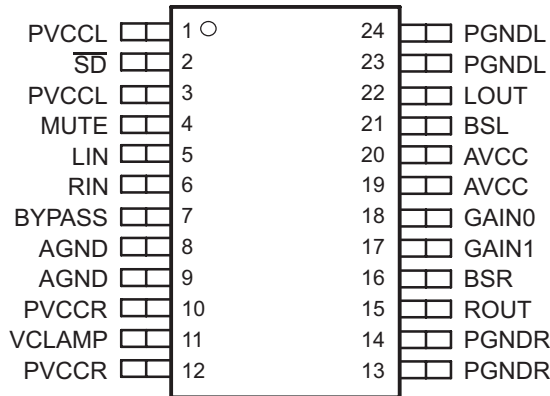 PVCCL 1 24 PGNDL
S̅D̅ 2 23 PGNDL
PVCCL 3 22 LOUT
MUTE 4 21 BSL
LIN 5 20 AVCC
RIN 6 19 AVCC
BYPASS 7 18 GAIN0
AGND 8 17 GAIN1
AGND 9 16 BSR
PVCCR 10 15 ROUT
VCLAMP 11 14 PGNDR
PVCCR 12 13 PGNDR